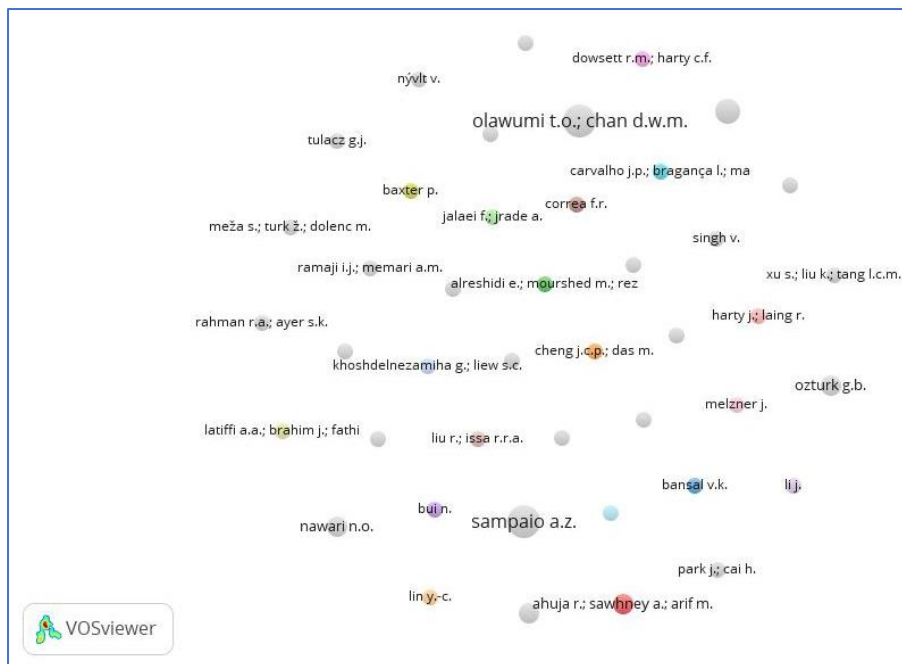 dowsett r.m.; harty c.f.
nývlt v.
olawumi t.o.; chan d.w.m.
tulacz g.j.
carvalho j.p.; bragança l.; ma
baxter p.
correa f.r.
jalaei f.; jrade a.
meža s.; turk ž.; dolenc m.
singh v.
ramaji i.j.; memari a.m.
xu s.; liu k.; tang l.c.m.
alreshidi e.; mourshed m.; rez
harty j.; laing r.
rahman r.a.; ayer s.k.
cheng j.c.p.; das m.
khoshdelnezamiha g.; liew s.c.
ozturk g.b.
melzner j.
latiffi a.a.; brahim j.; fathi
liu r.; issa r.r.a.
bansal v.k.
li j.
bui n.
sampaio a.z.
nawari n.o.
park j.; cai h.
lin y.-c.
ahuja r.; sawhney a.; arif m.
VOSviewer